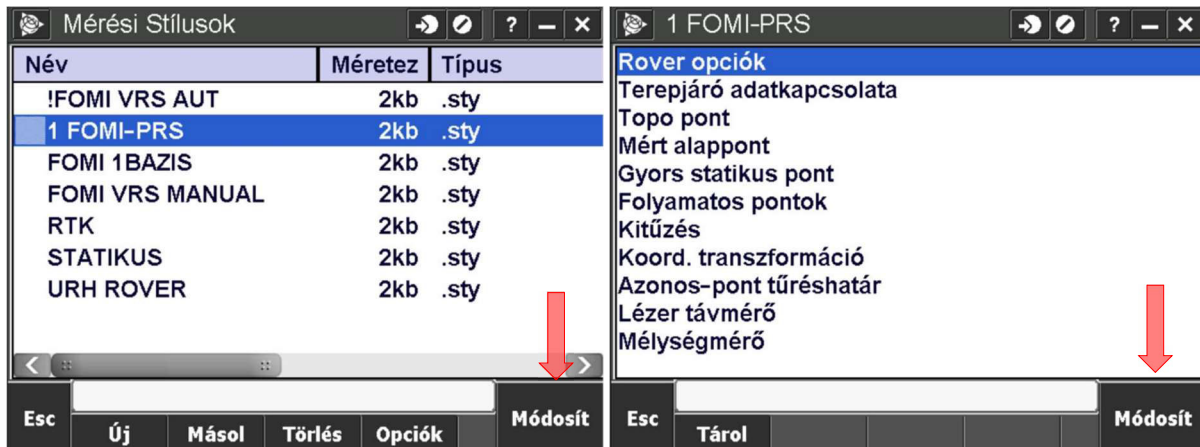 Mérési Stílusok
? – ×
Név Méretez Típus
!FOMI VRS AUT 2kb .sty
1 FOMI-PRS 2kb .sty
FOMI 1BAZIS 2kb .sty
FOMI VRS MANUAL 2kb .sty
RTK 2kb .sty
STATIKUS 2kb .sty
URH ROVER 2kb .sty
Esc
Új Másol Törlés Opciók
Módosít
1 FOMI-PRS
? – ×
Rover opciók
Terepjáró adatkapcsolata
Topo pont
Mért alappont
Gyors statikus pont
Folyamatos pontok
Kitűzés
Koord. transzformáció
Azonos-pont tűréshatár
Lézer távmérő
Mélységmérő
Esc
Tárol
Módosít